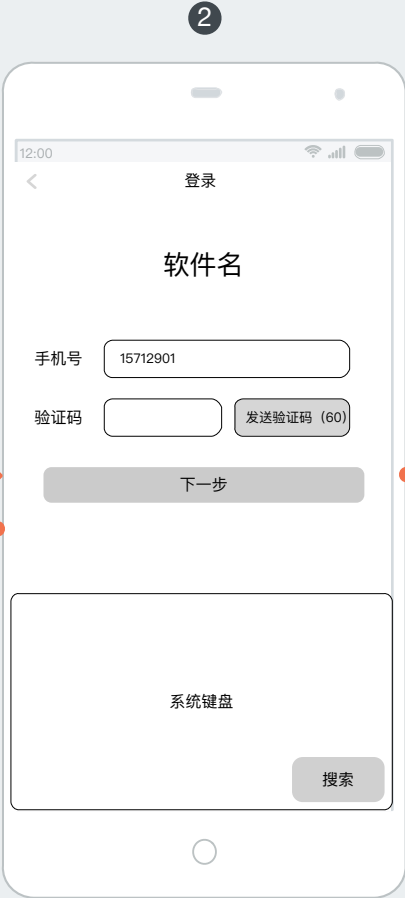 2
12:00
登录
软件名
手机号 15712901
验证码 发送验证码（60）
下一步
系统键盘
搜索